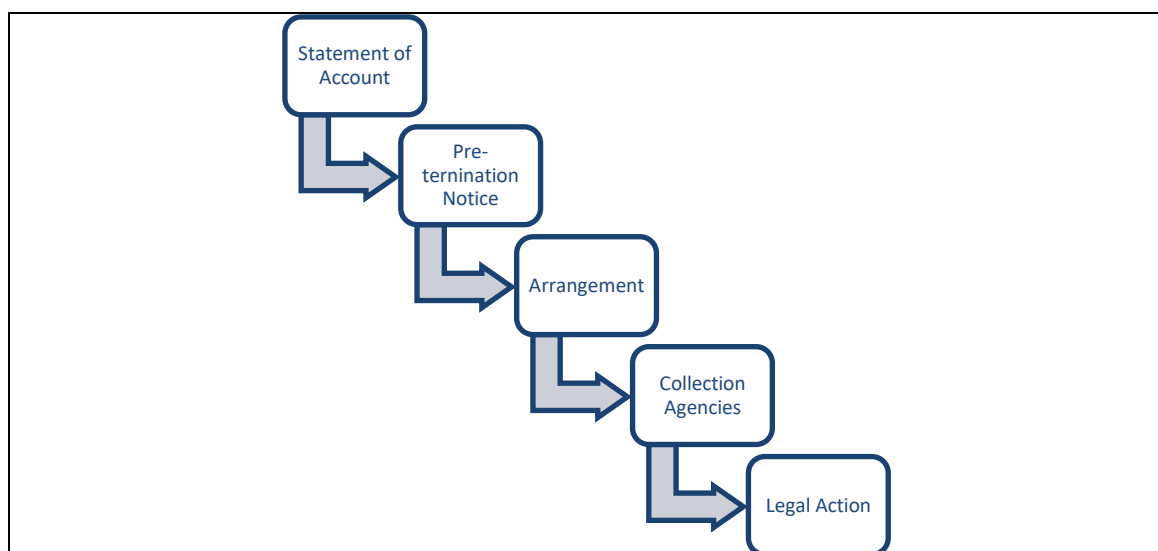 Statement of
Account
Pre-
ternination
Notice
Arrangement
Collection
Agencies
Legal Action